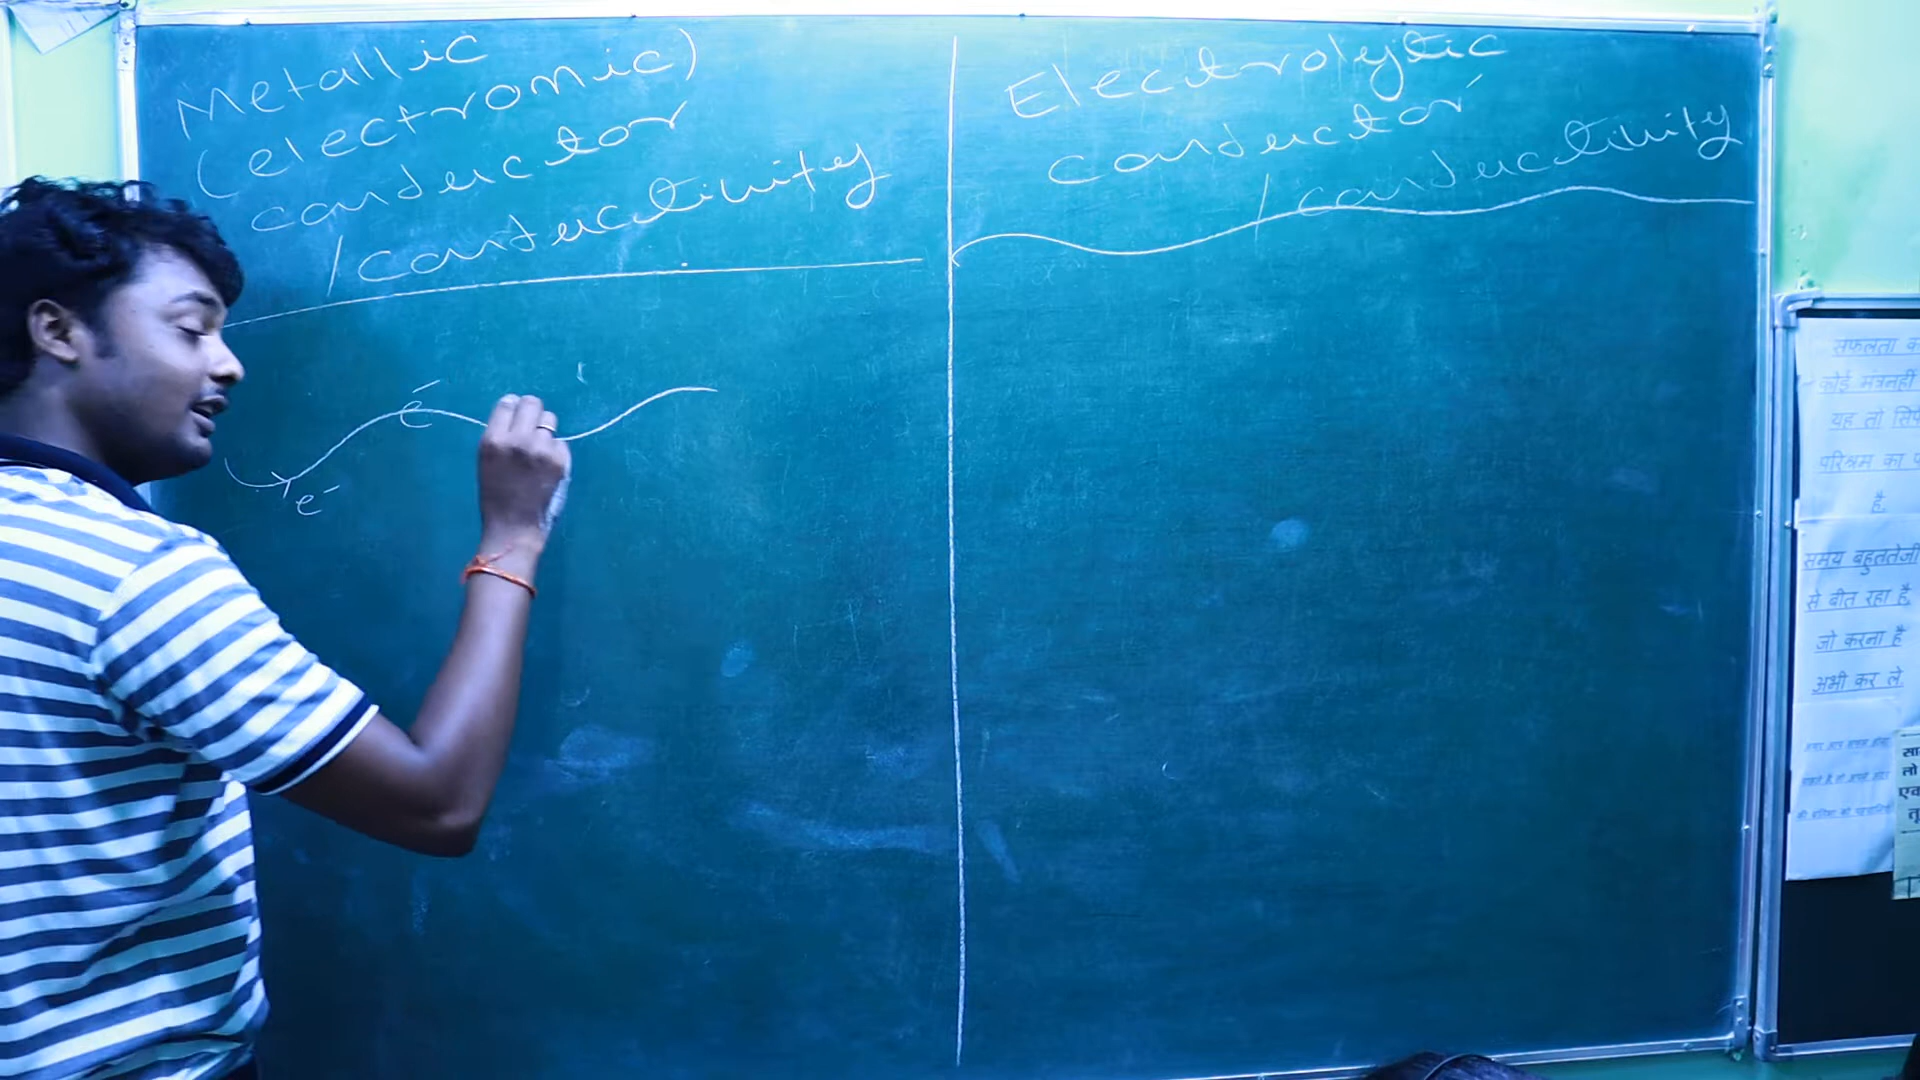 Metallic
(electronic)
conductor
/conductivity
Electrolytic
conductor
/conductivity
e⁻
e⁻
सफलता का
कोई मंत्र नहीं
यह तो सिर्फ
परिश्रम का
है.
समय बहुत तेजी
से बीत रहा है,
जो करना है
अभी कर ले.